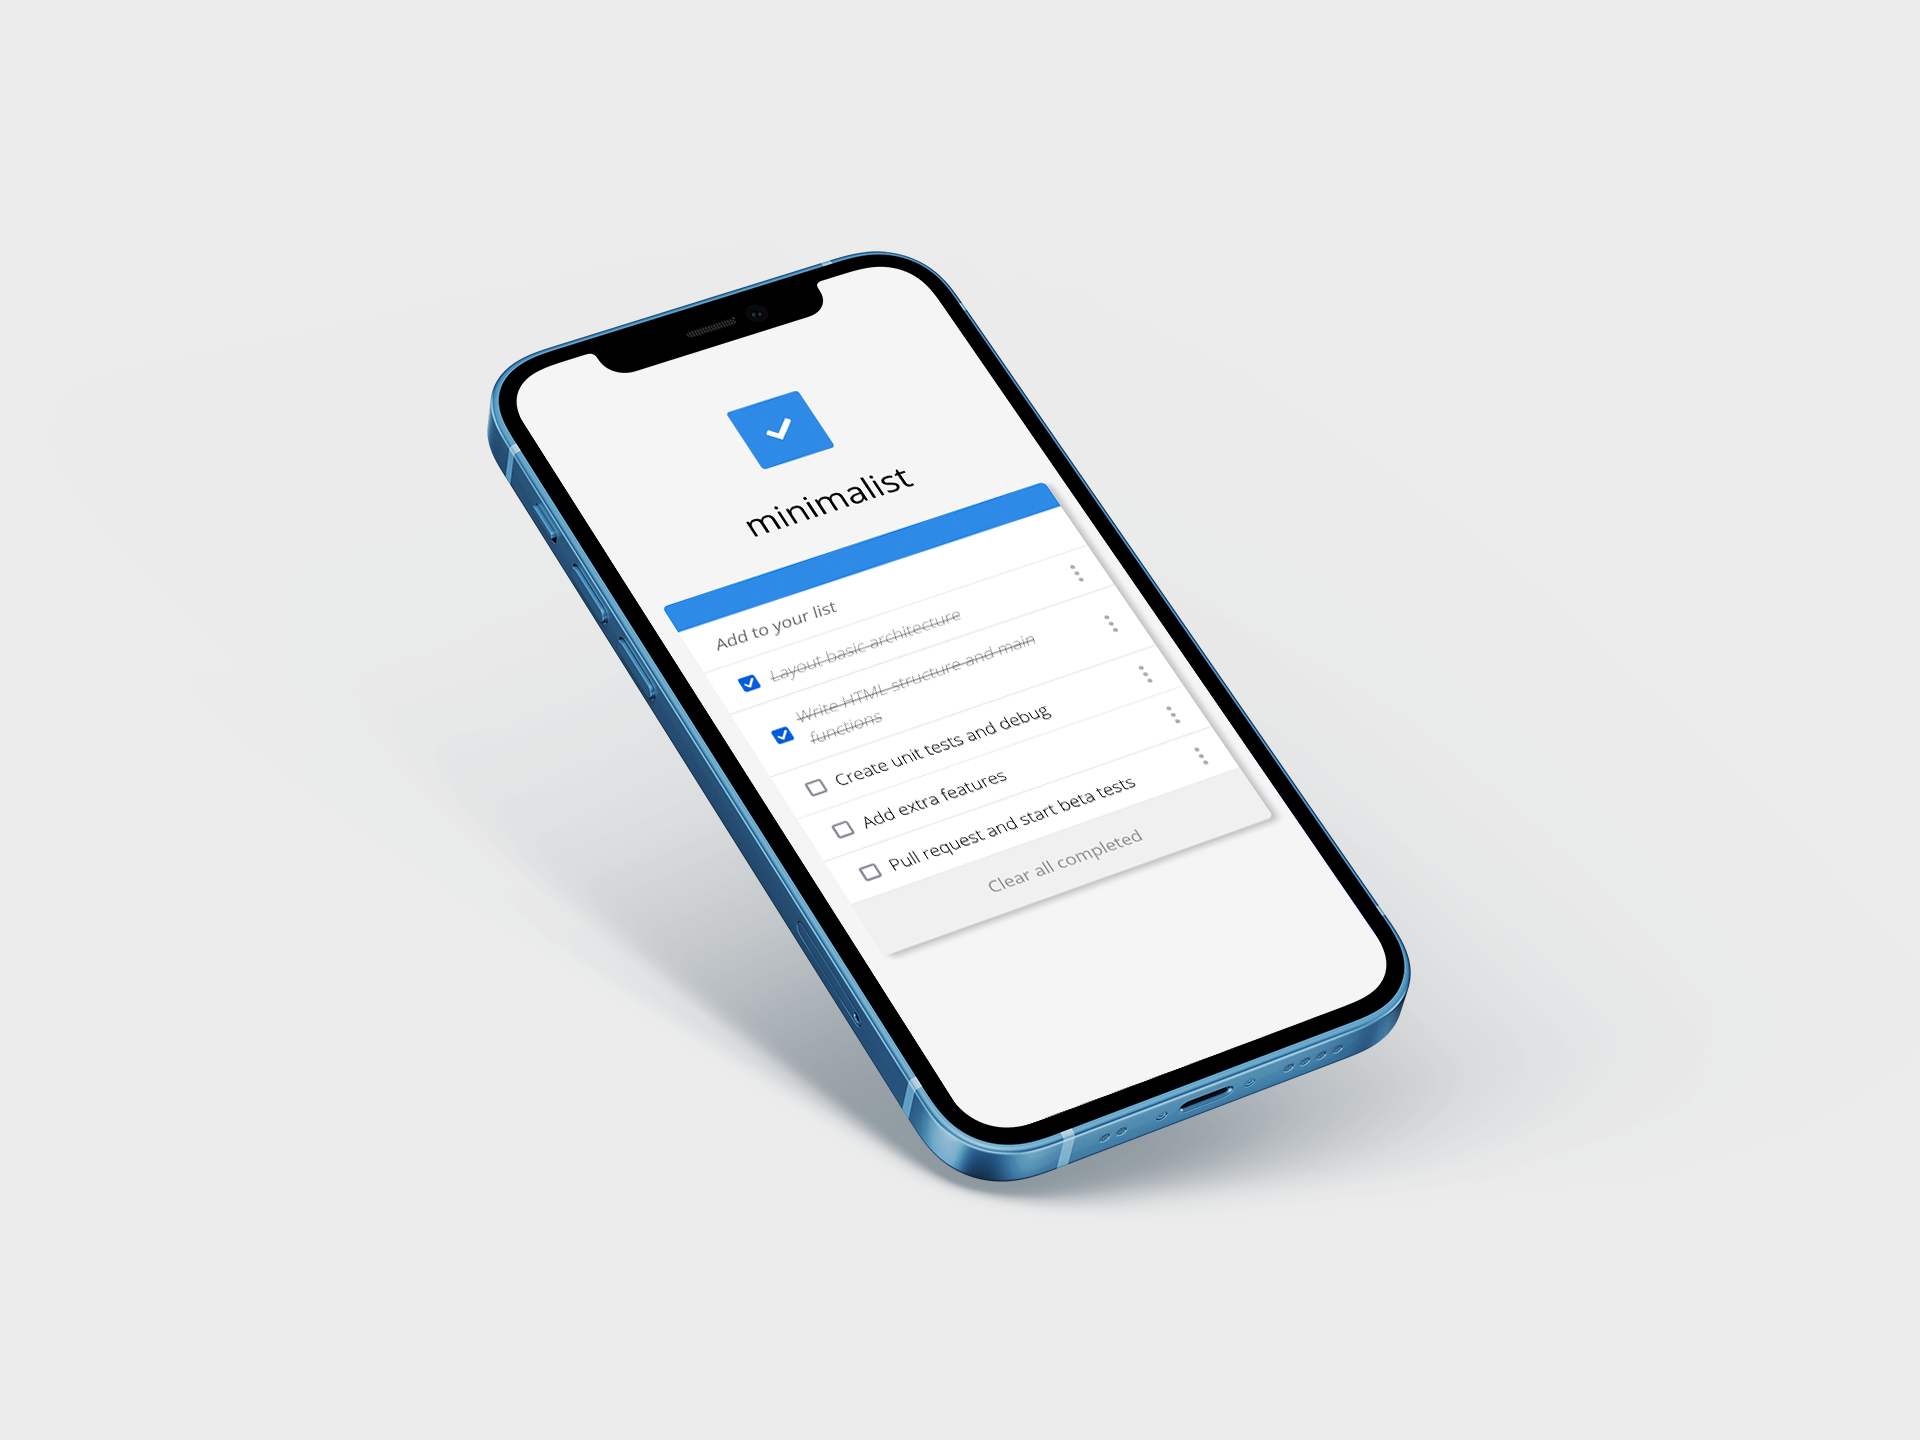 minimalist
Add to your list
Layout basic architecture
Write HTML structure and main
functions
Create unit tests and debug
Add extra features
Pull request and start beta tests
Clear all completed